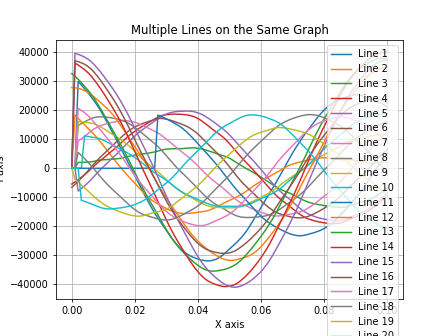 Multiple Lines on the Same Graph
40000
30000
20000
10000
0
-10000
-20000
-30000
-40000
0.00
0.02
0.04
0.06
X axis
Line 1
Line 2
Line 3
Line 4
Line 5
Line 6
Line 7
Line 8
Line 9
Line 10
Line 11
Line 12
Line 13
Line 14
Line 15
Line 16
Line 17
Line 18
Line 19